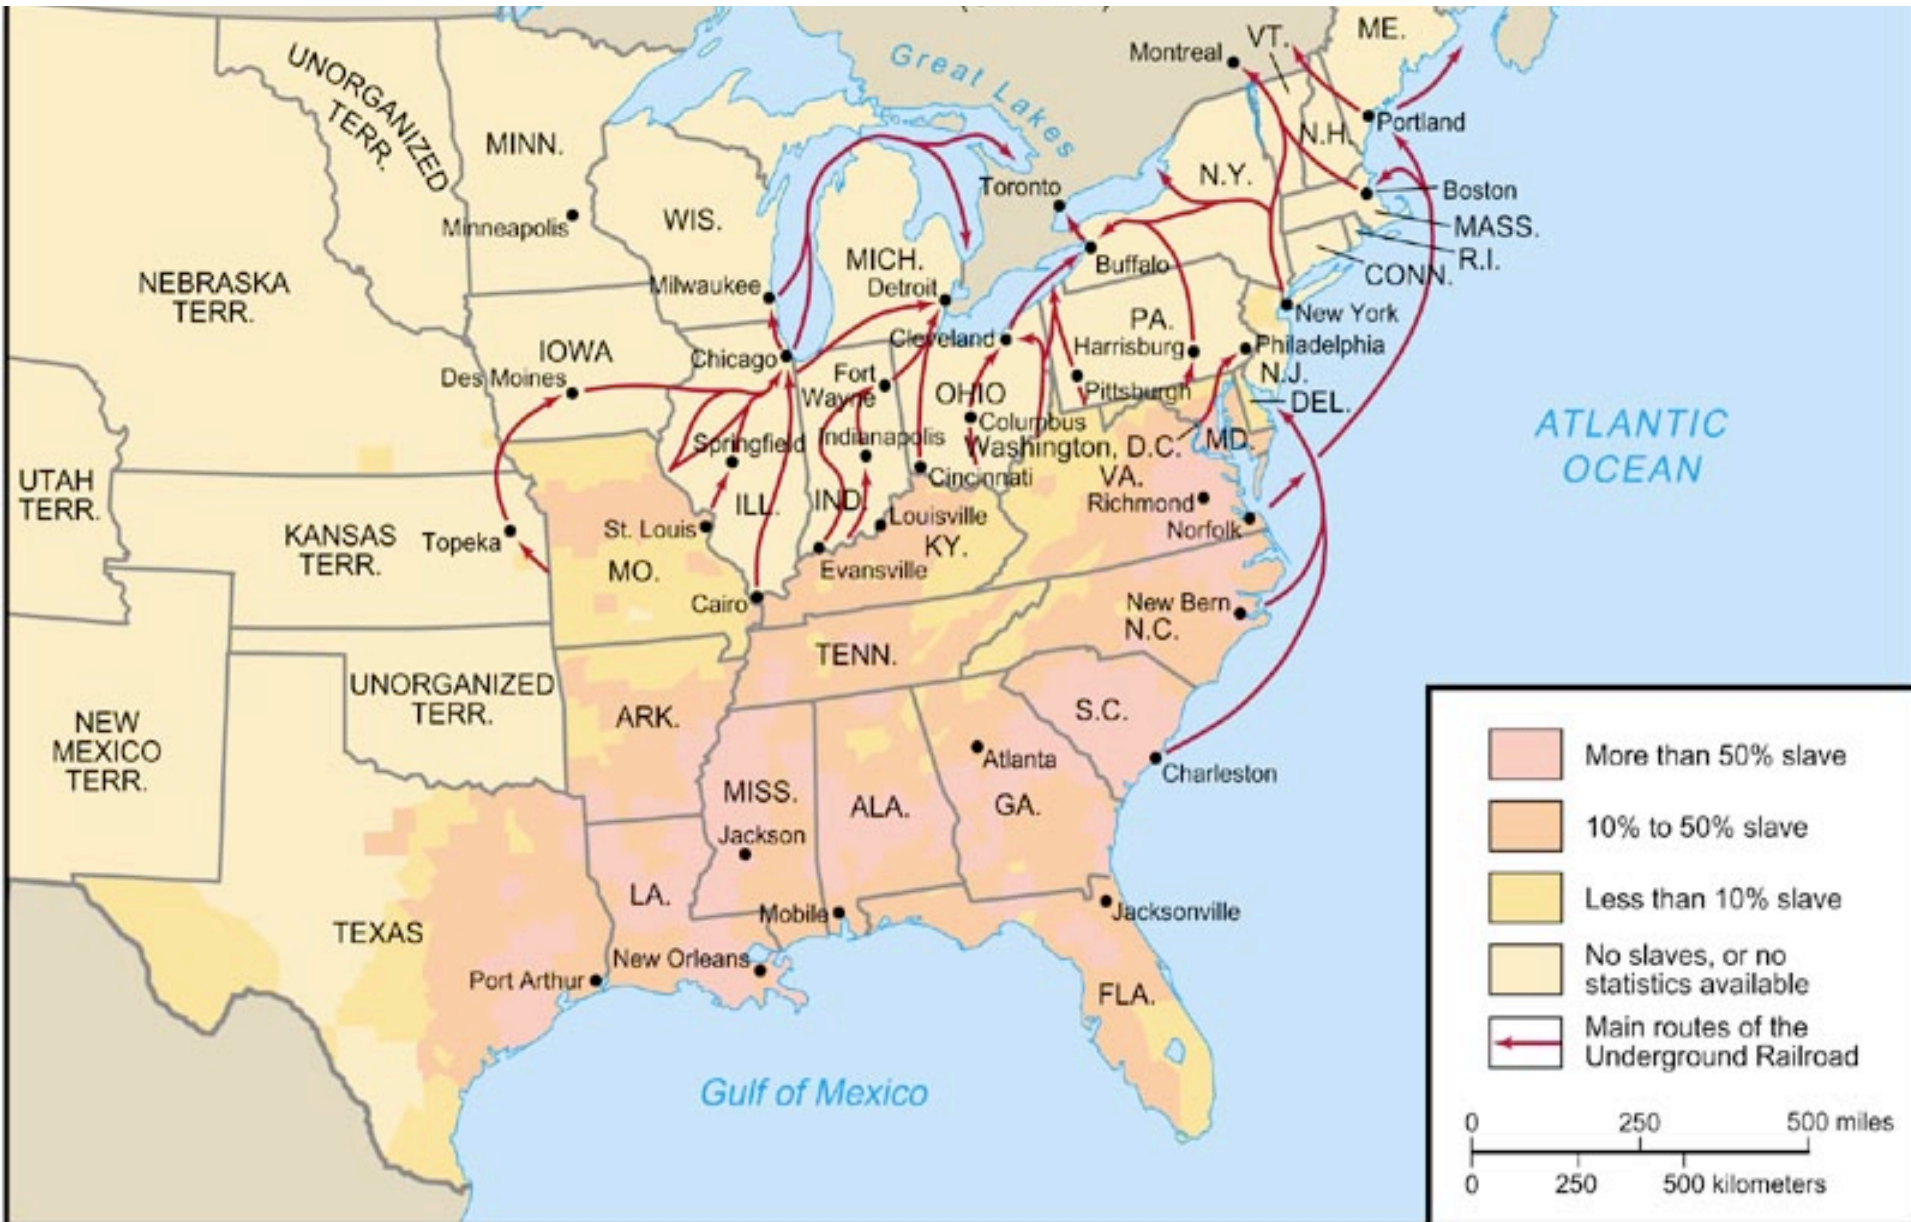 Great Lakes
Montreal
VT.
ME.
UNORGANIZED
TERR.
MINN.
Portland
N.H.
N.Y.
Toronto
Boston
MASS.
R.I.
CONN.
Minneapolis
WIS.
MICH.
Buffalo
NEBRASKA
TERR.
Milwaukee
Detroit
New York
PA.
Cleveland
Harrisburg
Philadelphia
IOWA
Chicago
Des Moines
Fort
Wayne
OHIO
Pittsburgh
N.J.
DEL.
Columbus
Springfield
Indianapolis
Washington, D.C.
MD.
ATLANTIC
OCEAN
UTAH
TERR.
Cincinnati
VA.
ILL.
IND.
Richmond
KANSAS
TERR.
Topeka
St. Louis
Louisville
Norfolk
KY.
MO.
Evansville
Cairo
New Bern
N.C.
TENN.
UNORGANIZED
TERR.
ARK.
S.C.
NEW
MEXICO
TERR.
Atlanta
Charleston
MISS.
ALA.
GA.
Jackson
LA.
Mobile
Jacksonville
TEXAS
New Orleans
Port Arthur
FLA.
Gulf of Mexico
More than 50% slave
10% to 50% slave
Less than 10% slave
No slaves, or no
statistics available
Main routes of the
Underground Railroad
0 250 500 miles
0 250 500 kilometers